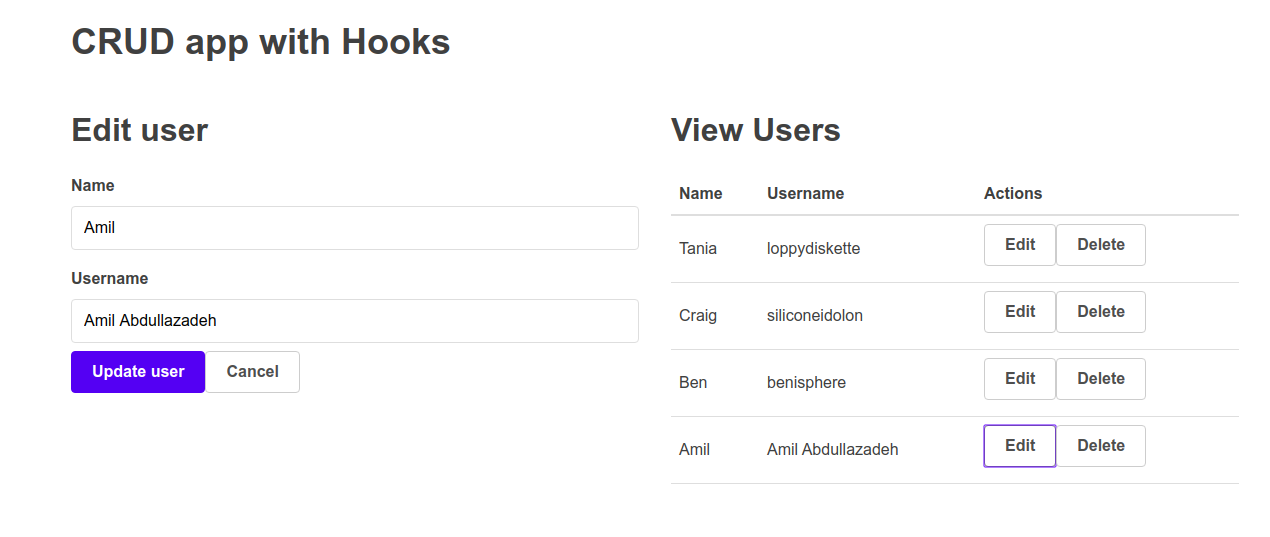 CRUD app with Hooks
Edit user
Name
Amil
Username
Amil Abdullazadeh
Update user Cancel
View Users
Name Username Actions
Tania loppydiskette Edit Delete
Craig siliconeidolon Edit Delete
Ben benisphere Edit Delete
Amil Amil Abdullazadeh Edit Delete